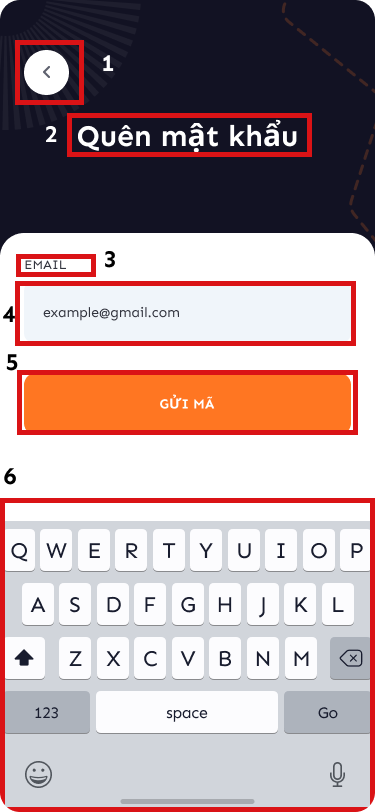 1
2 Quên mật khẩu
EMAIL 3
4 example@gmail.com
5
GỬI MÃ
6
Q W E R T Y U I O P
A S D F G H J K L
Z X C V B N M
123 space Go